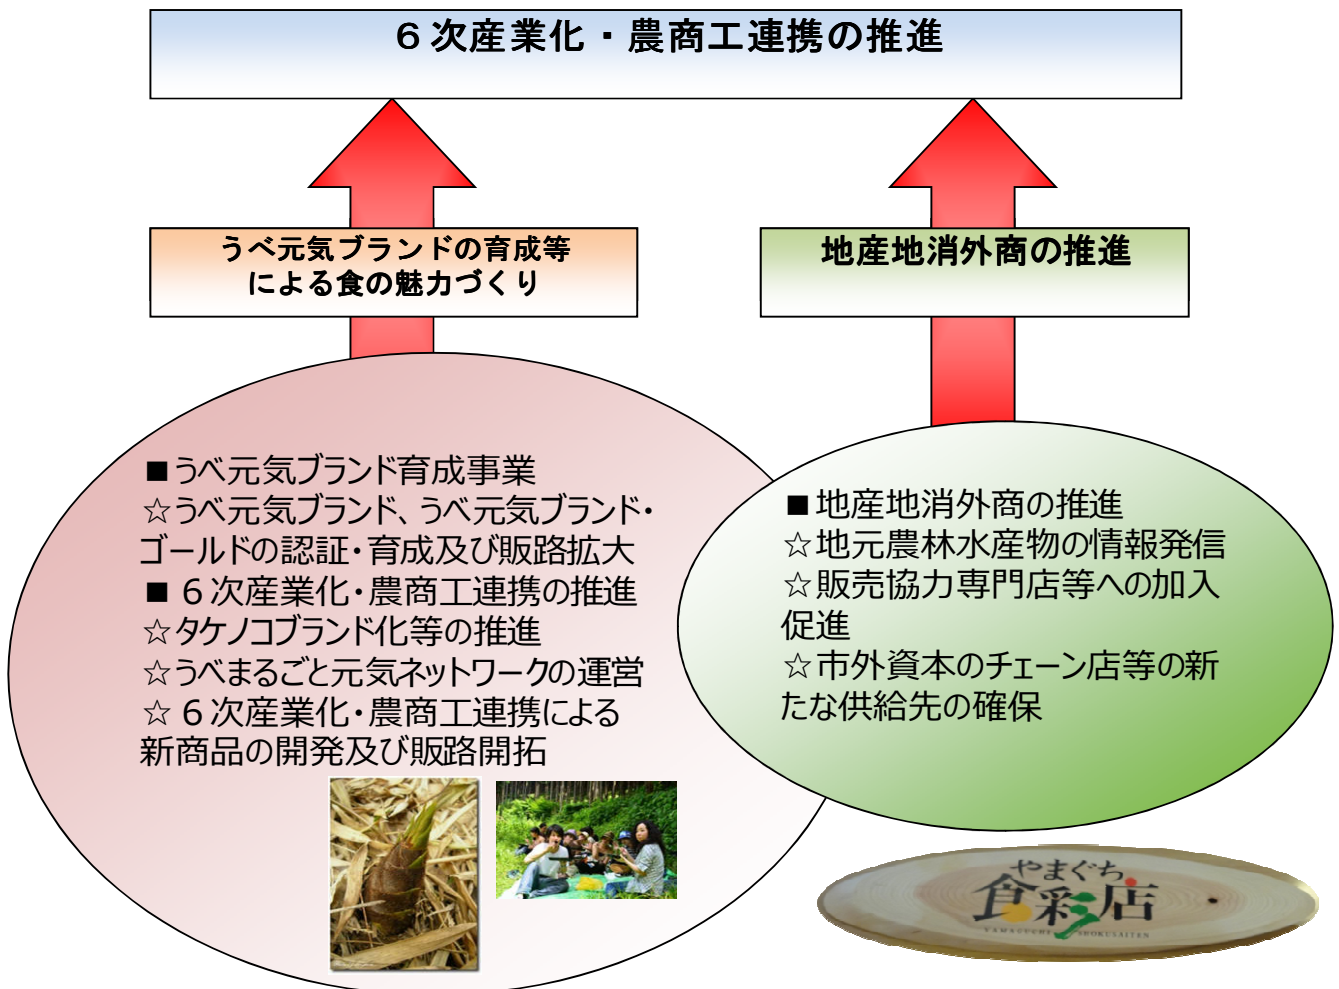 ６次産業化・農商工連携の推進
うべ元気ブランドの育成等
による食の魅力づくり
地産地消外商の推進
■うべ元気ブランド育成事業
☆うべ元気ブランド、うべ元気ブランド・
ゴールドの認証・育成及び販路拡大
■６次産業化・農商工連携の推進
☆タケノコブランド化等の推進
☆うべまるごと元気ネットワークの運営
☆６次産業化・農商工連携による
新商品の開発及び販路開拓
■地産地消外商の推進
☆地元農林水産物の情報発信
☆販売協力専門店等への加入
促進
☆市外資本のチェーン店等の新
たな供給先の確保
やまぐち
食彩店
YAMAGUCHI SHOKUSAITEN